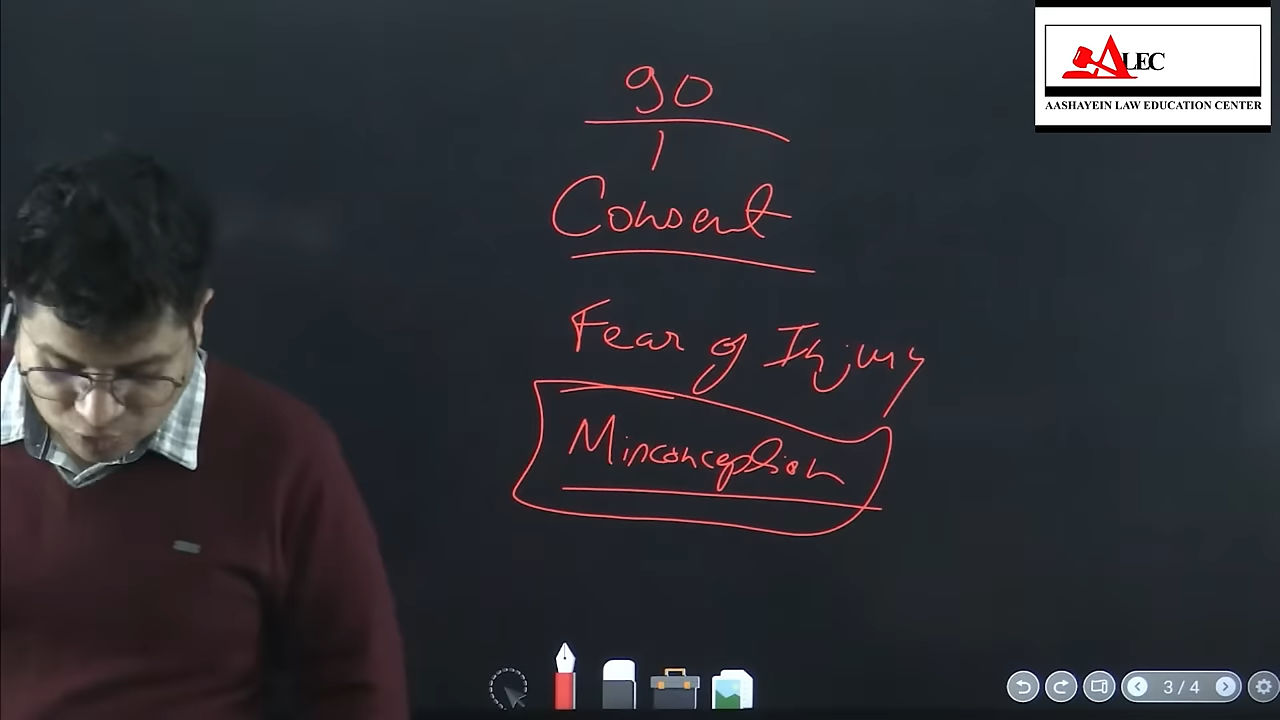 ALEC
AASHAYEIN LAW EDUCATION CENTER
90
Consent
Fear of Injury
Misconception
3 / 4